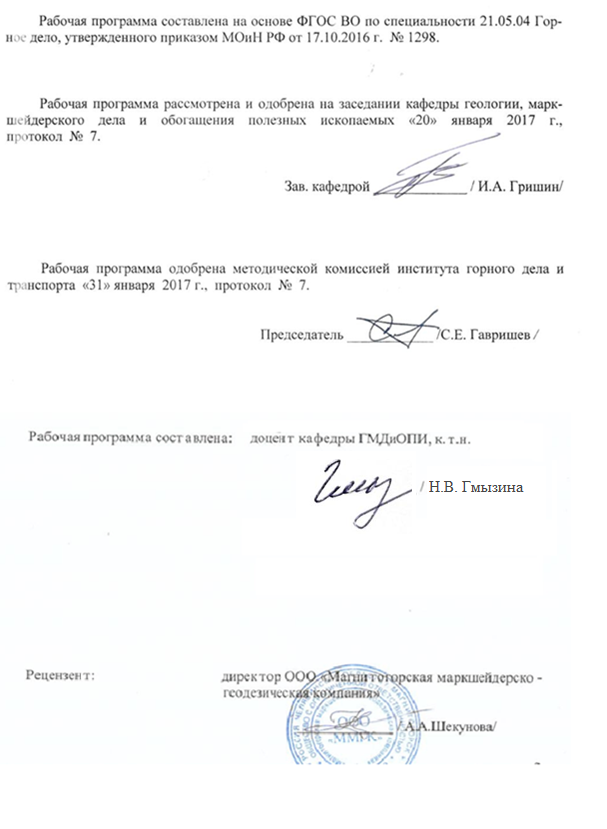 Рабочая программа составлена на основе ФГОС ВО по специальности 21.05.04 Гор-
ное дело, утвержденного приказом МОиН РФ от 17.10.2016 г. № 1298.
Рабочая программа рассмотрена и одобрена на заседании кафедры геологии, марк-
шейдерского дела и обогащения полезных ископаемых «20» января 2017 г.,
протокол № 7.
Зав. кафедрой / И.А. Гришин/
Рабочая программа одобрена методической комиссией института горного дела и
транспорта «31» января 2017 г., протокол № 7.
Председатель /С.Е. Гавришев /
Рабочая программа составлена: доцент кафедры ГМДиОПИ, к.т.н.
/ Н.В. Гмызина
Рецензент: директор ООО «Магнитогорская маркшейдерско -
геодезическая компания»
ООО
«ММГК»
/ А.А.Шекунова/